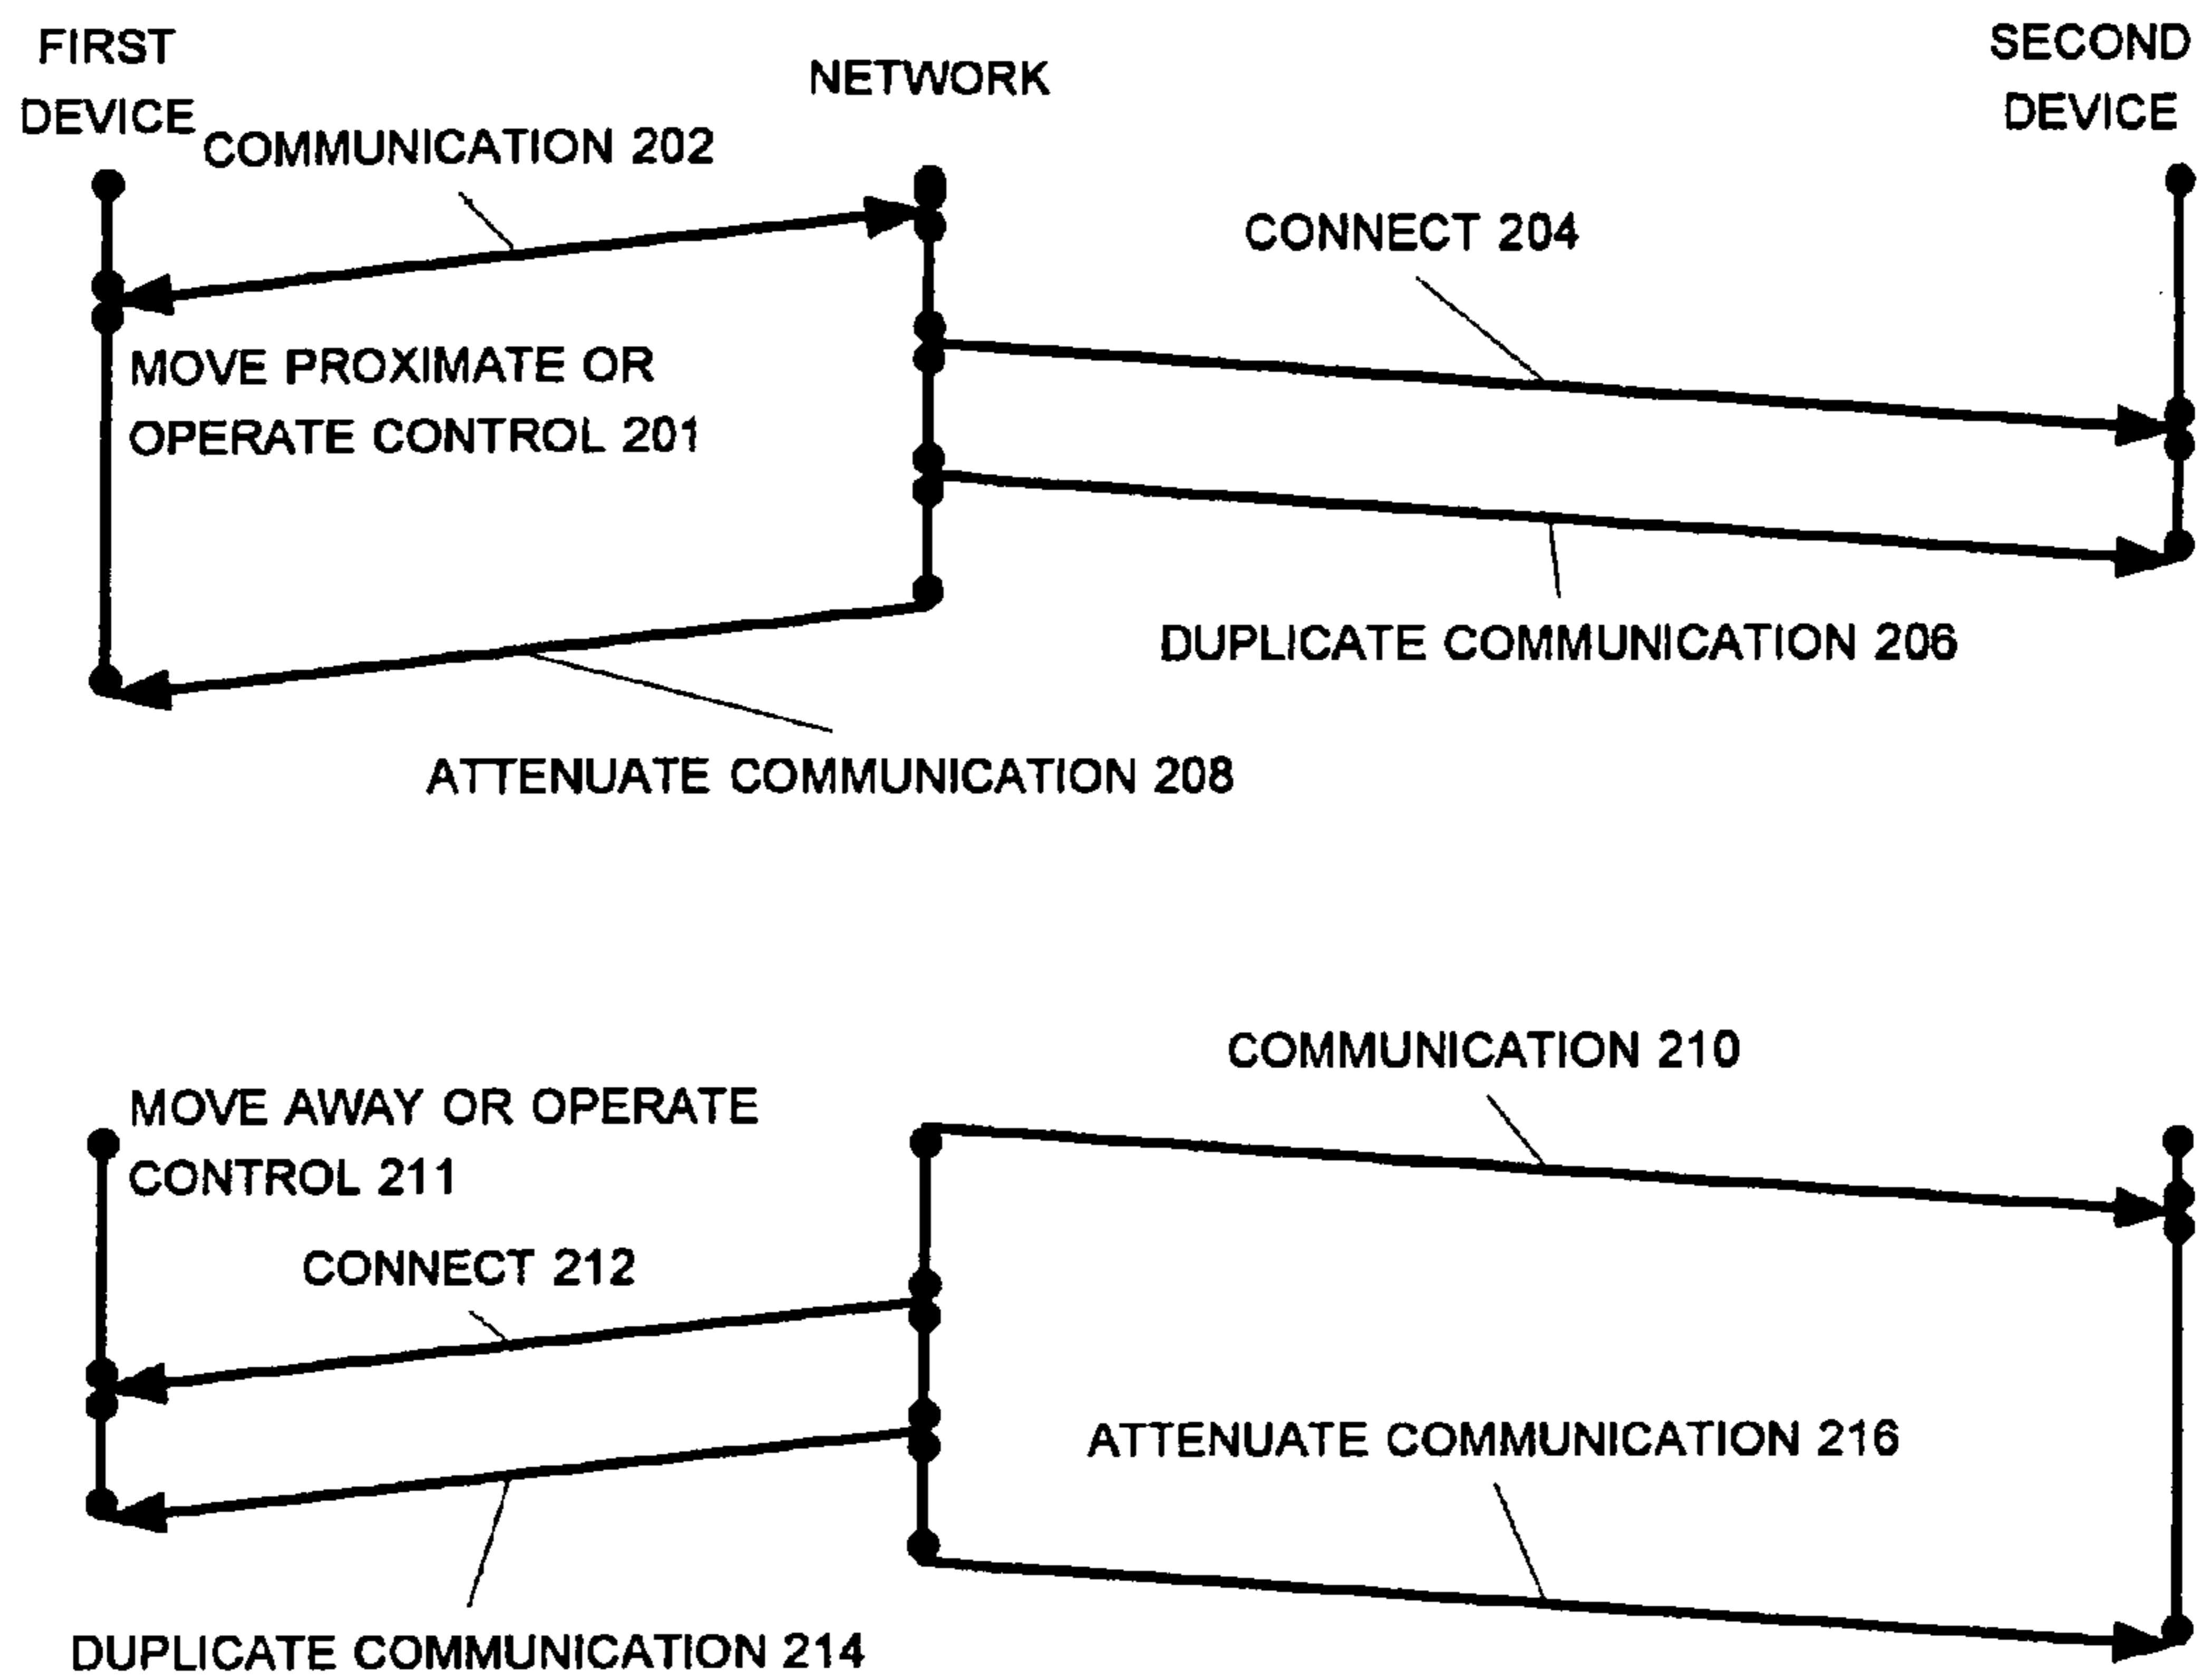 FIRST
DEVICE
NETWORK
SECOND
DEVICE
COMMUNICATION 202
CONNECT 204
MOVE PROXIMATE OR
OPERATE CONTROL 201
DUPLICATE COMMUNICATION 206
ATTENUATE COMMUNICATION 208
COMMUNICATION 210
MOVE AWAY OR OPERATE
CONTROL 211
CONNECT 212
ATTENUATE COMMUNICATION 216
DUPLICATE COMMUNICATION 214